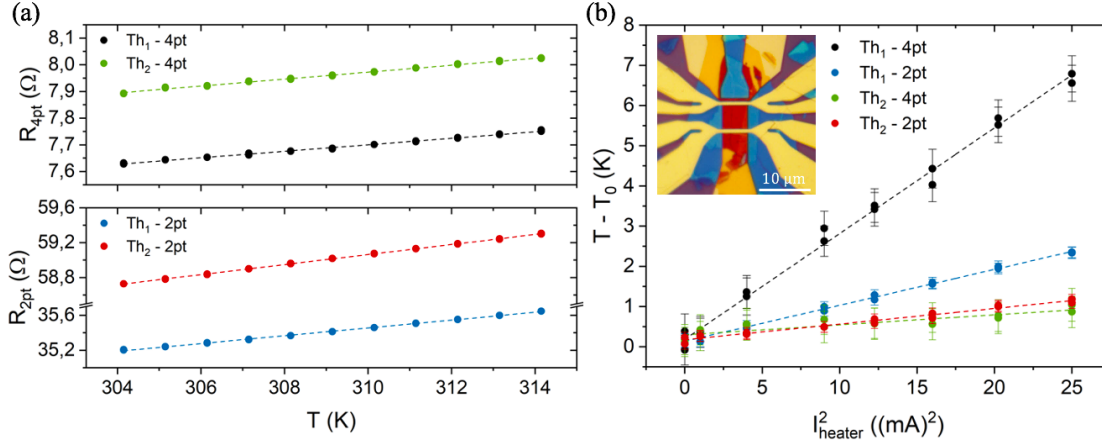 (a)
8,1
8,0
7,9
7,8
7,7
7,6
R4pt (Ω)
Th1 - 4pt
Th2 - 4pt
59,6
59,2
58,8
35,6
35,2
R2pt (Ω)
Th1 - 2pt
Th2 - 2pt
304 306 308 310 312 314
T (K)
(b)
8
7
6
5
4
3
2
1
0
T - T0 (K)
10 μm
Th1 - 4pt
Th1 - 2pt
Th2 - 4pt
Th2 - 2pt
0 5 10 15 20 25
I²heater ((mA)²)